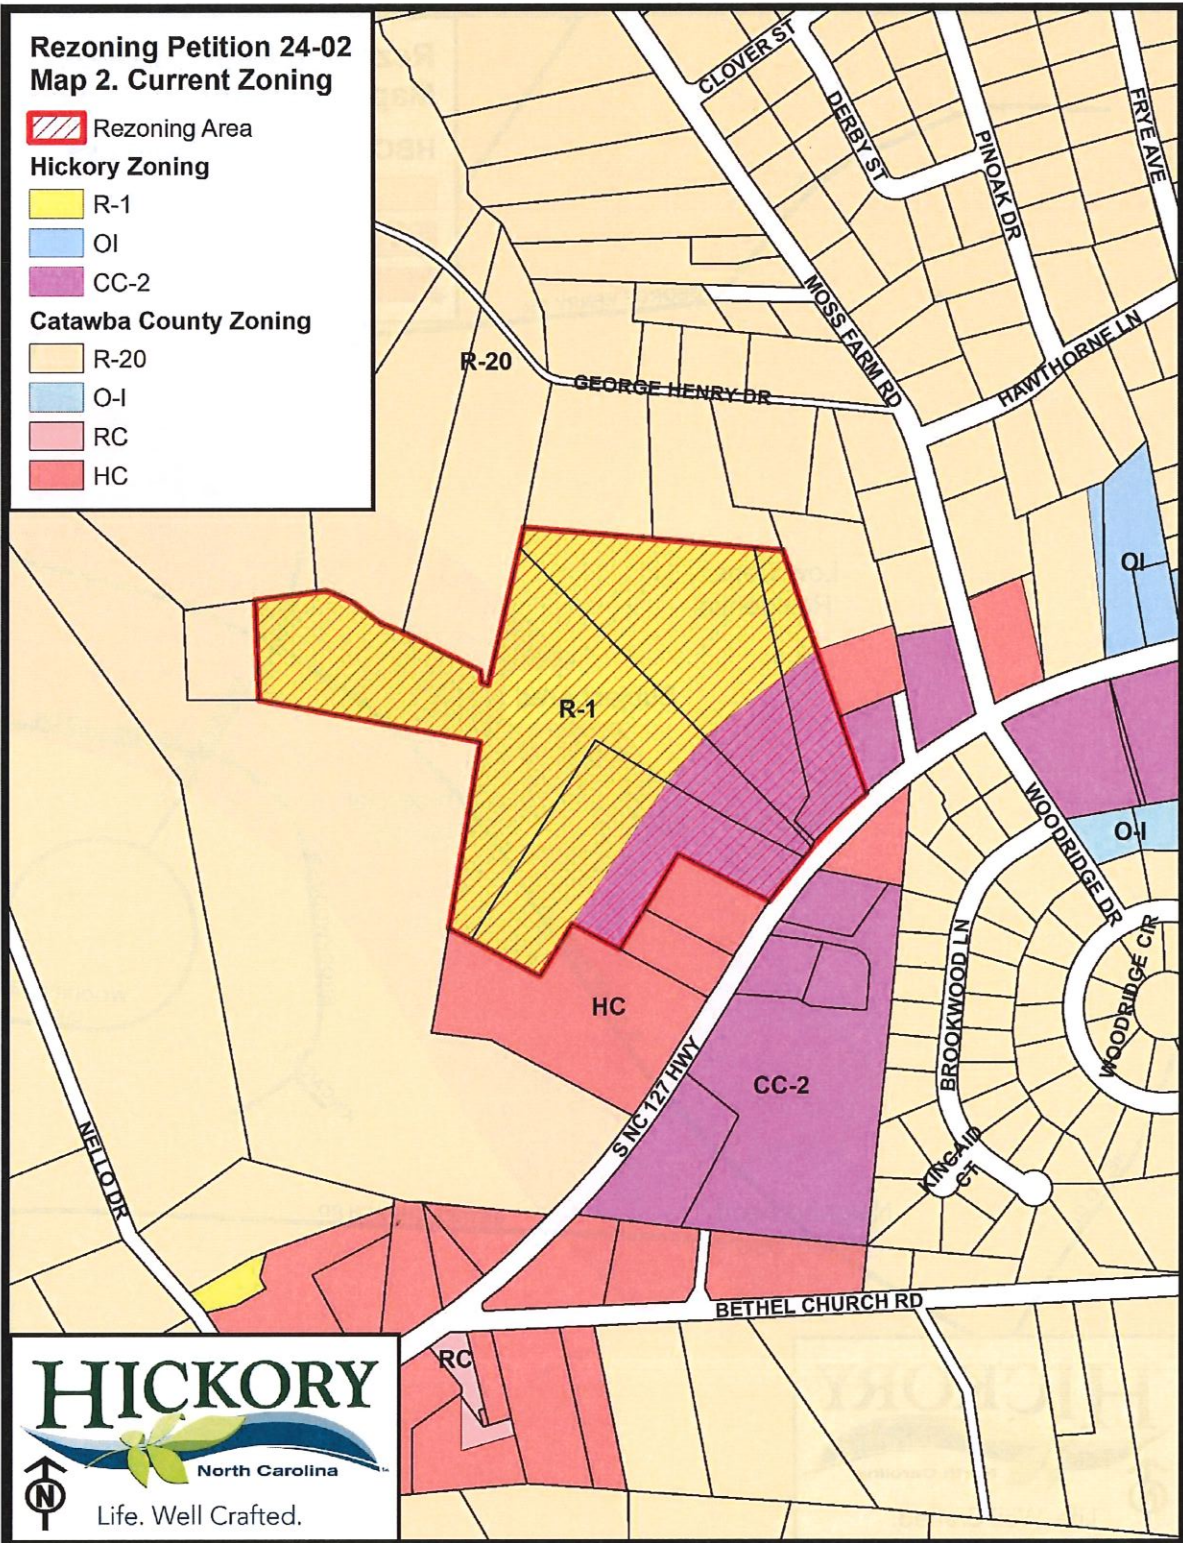 Rezoning Petition 24-02
Map 2. Current Zoning
Rezoning Area
Hickory Zoning
R-1
OI
CC-2
Catawba County Zoning
R-20
O-I
RC
HC
CLOVER ST
DERBY ST
PINOAK DR
FRYE AVE
MOSS FARM RD
HAWTHORNE LN
R-20
GEORGE HENRY DR
OI
R-1
WOODRIDGE DR
O-I
BROOKWOOD LN
WOODRIDGE CIR
HC
CC-2
S NC 127 HWY
KINCAID
CT
NELLO DR
BETHEL CHURCH RD
RC
HICKORY
North Carolina
Life. Well Crafted.
N